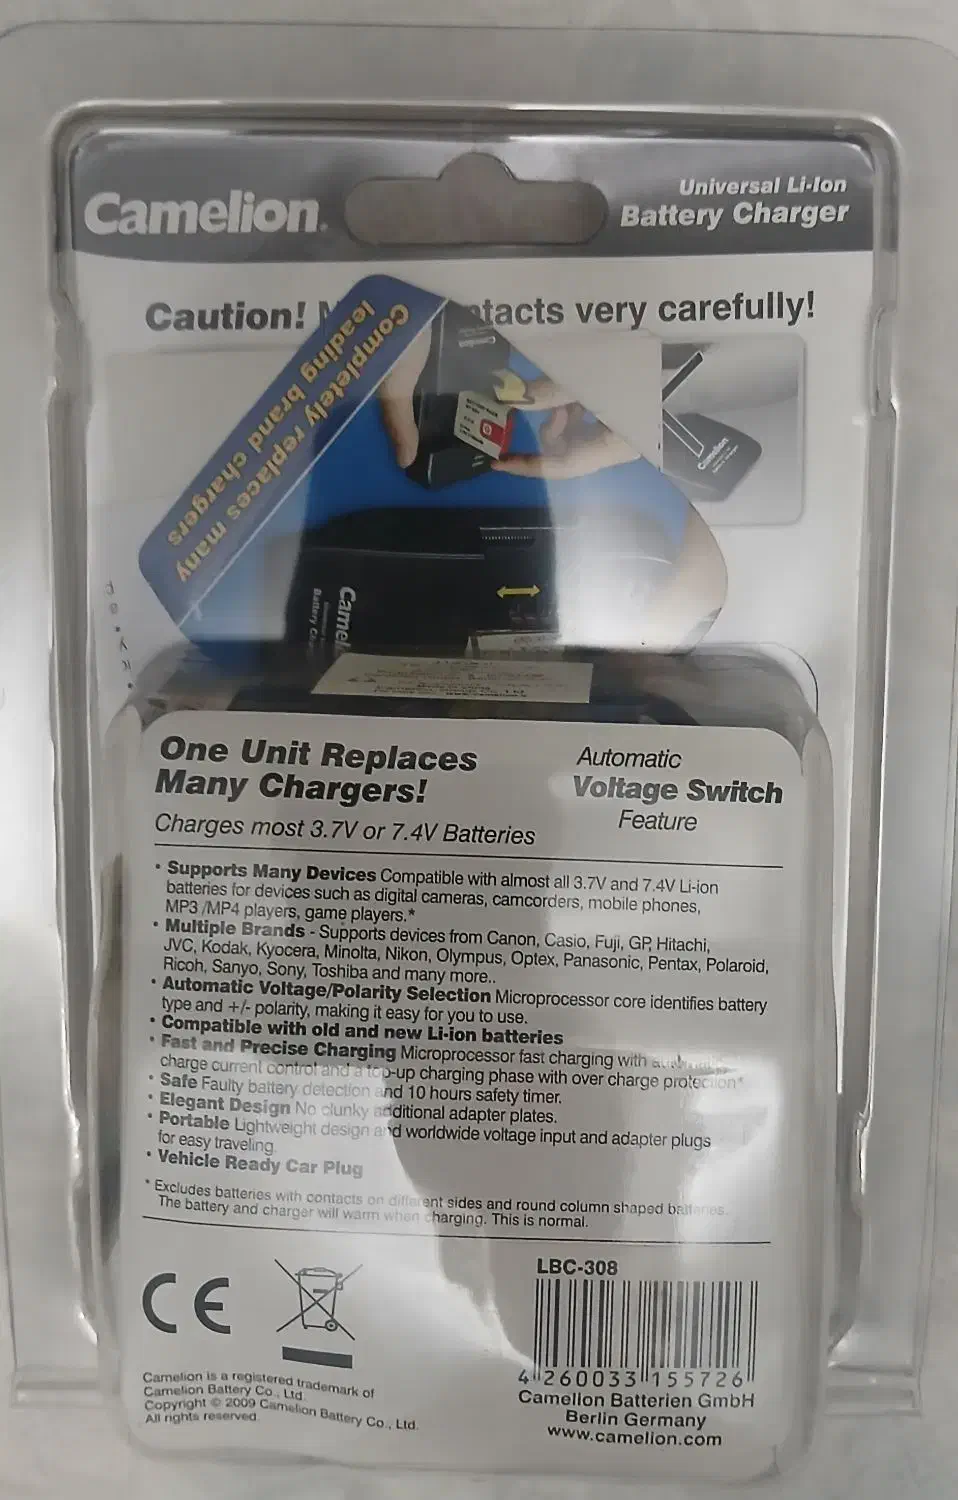 Camelion
Universal Li-Ion
Battery Charger
Caution!
very carefully!
Completely replaces many
leading brand chargers
Camelion
One Unit Replaces
Many Chargers!
Charges most 3.7V or 7.4V Batteries
Automatic
Voltage Switch
Feature
• Supports Many Devices Compatible with almost all 3.7V and 7.4V Li-ion
batteries for devices such as digital cameras, camcorders, mobile phones,
MP3 /MP4 players, game players.*
• Multiple Brands - Supports devices from Canon, Casio, Fuji, GP, Hitachi,
JVC, Kodak, Kyocera, Minolta, Nikon, Olympus, Optex, Panasonic, Pentax, Polaroid,
Ricoh, Sanyo, Sony, Toshiba and many more..
• Automatic Voltage/Polarity Selection Microprocessor core identifies battery
type and +/- polarity, making it easy for you to use.
• Compatible with old and new Li-ion batteries
• Fast and Precise Charging Microprocessor fast charging with
charge current control and a top-up charging phase with over charge protection*
• Safe Faulty battery detection and 10 hours safety timer.
• Elegant Design No clunky additional adapter plates.
• Portable Lightweight design and worldwide voltage input and adapter plugs
for easy traveling.
• Vehicle Ready Car Plug
* Excludes batteries with contacts on different sides and round column shaped batteries.
The battery and charger will warm when charging. This is normal.
CE
LBC-308
4 260033 155726
Camelion is a registered trademark of
Camelion Battery Co., Ltd.
Copyright © 2009 Camelion Battery Co., Ltd.
All rights reserved.
Camelion Batterien GmbH
Berlin Germany
www.camelion.com